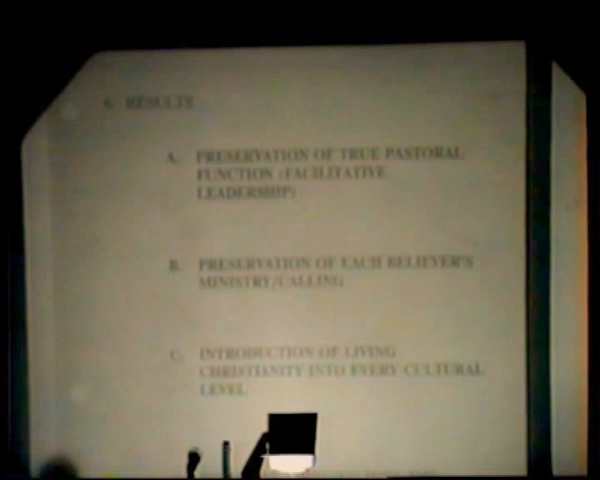 6. RESULTS
A. PRESERVATION OF TRUE PASTORAL
FUNCTION (FACILITATIVE
LEADERSHIP)
B. PRESERVATION OF EACH BELIEVER'S
MINISTRY/CALLING
C. INTRODUCTION OF LIVING
CHRISTIANITY INTO EVERY CULTURAL
LEVEL